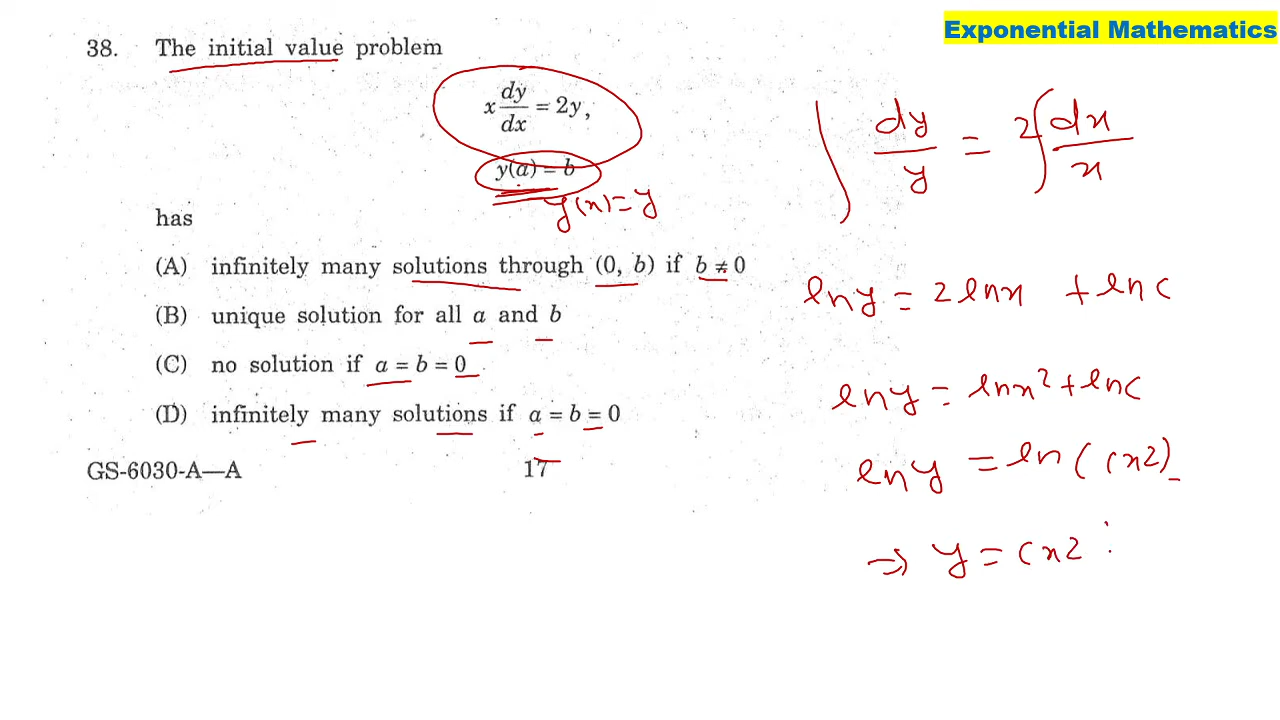 Exponential Mathematics
38. The initial value problem
x dy/dx = 2y,
y(a) = b
y(x) = y
has
(A) infinitely many solutions through (0, b) if b ≠ 0
(B) unique solution for all a and b
(C) no solution if a = b = 0
(D) infinitely many solutions if a = b = 0
GS-6030-A—A
17
∫ dy/y = 2∫ dx/x
ln y = 2 ln x + ln c
ln y = ln x² + ln c
ln y = ln (cx2)
⇒ y = cx2